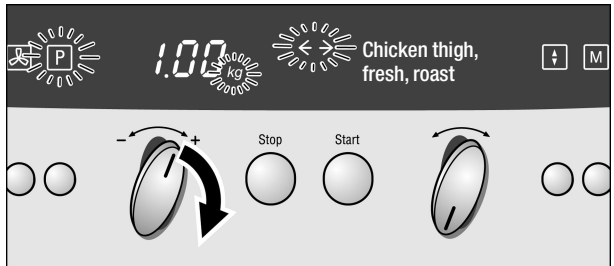 P
1.00 kg
Chicken thigh,
fresh, roast
M
- +
Stop
Start